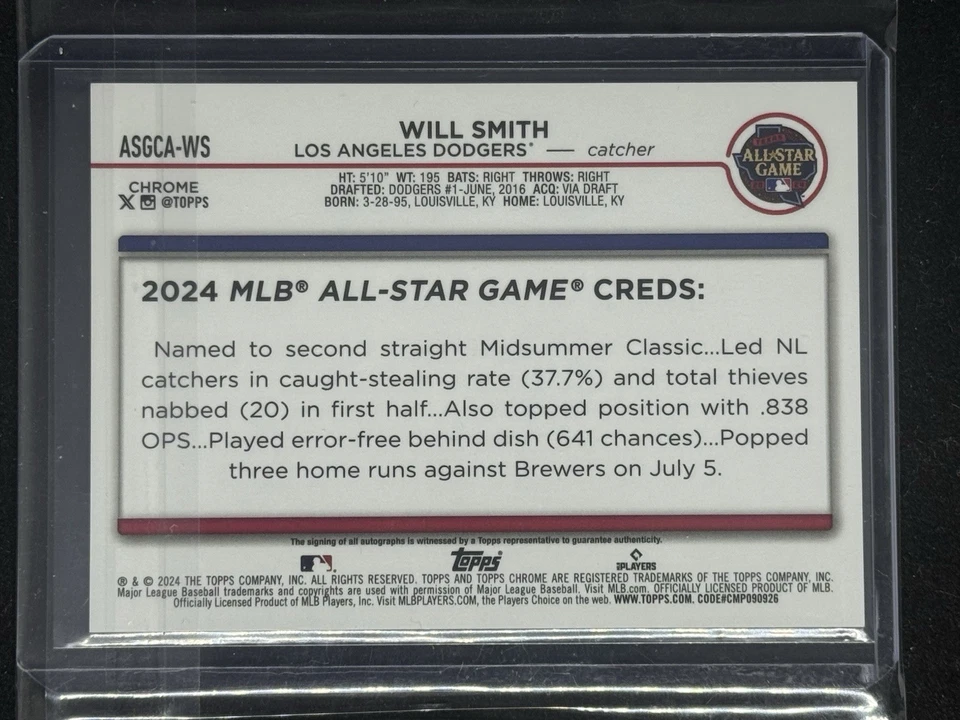 WILL SMITH
ASGCA-WS
LOS ANGELES DODGERS® — catcher
TEXAS
ALL-STAR
GAME
CHROME
@TOPPS
HT: 5'10" WT: 195 BATS: RIGHT THROWS: RIGHT
DRAFTED: DODGERS #1-JUNE, 2016 ACQ: VIA DRAFT
BORN: 3-28-95, LOUISVILLE, KY HOME: LOUISVILLE, KY
2024 MLB® ALL-STAR GAME® CREDS:
Named to second straight Midsummer Classic...Led NL
catchers in caught-stealing rate (37.7%) and total thieves
nabbed (20) in first half...Also topped position with .838
OPS...Played error-free behind dish (641 chances)...Popped
three home runs against Brewers on July 5.
The signing of all autographs is witnessed by a Topps representative to guarantee authenticity.
Topps
PLAYERS
® & © 2024 THE TOPPS COMPANY, INC. ALL RIGHTS RESERVED. TOPPS AND TOPPS CHROME ARE REGISTERED TRADEMARKS OF THE TOPPS COMPANY, INC.
Major League Baseball trademarks and copyrights are used with permission of Major League Baseball. Visit MLB.com. OFFICIALLY LICENSED PRODUCT OF MLB.
Officially Licensed Product of MLB Players, Inc. Visit MLBPLAYERS.COM, the Players Choice on the web. WWW.TOPPS.COM. CODE#CMP090926